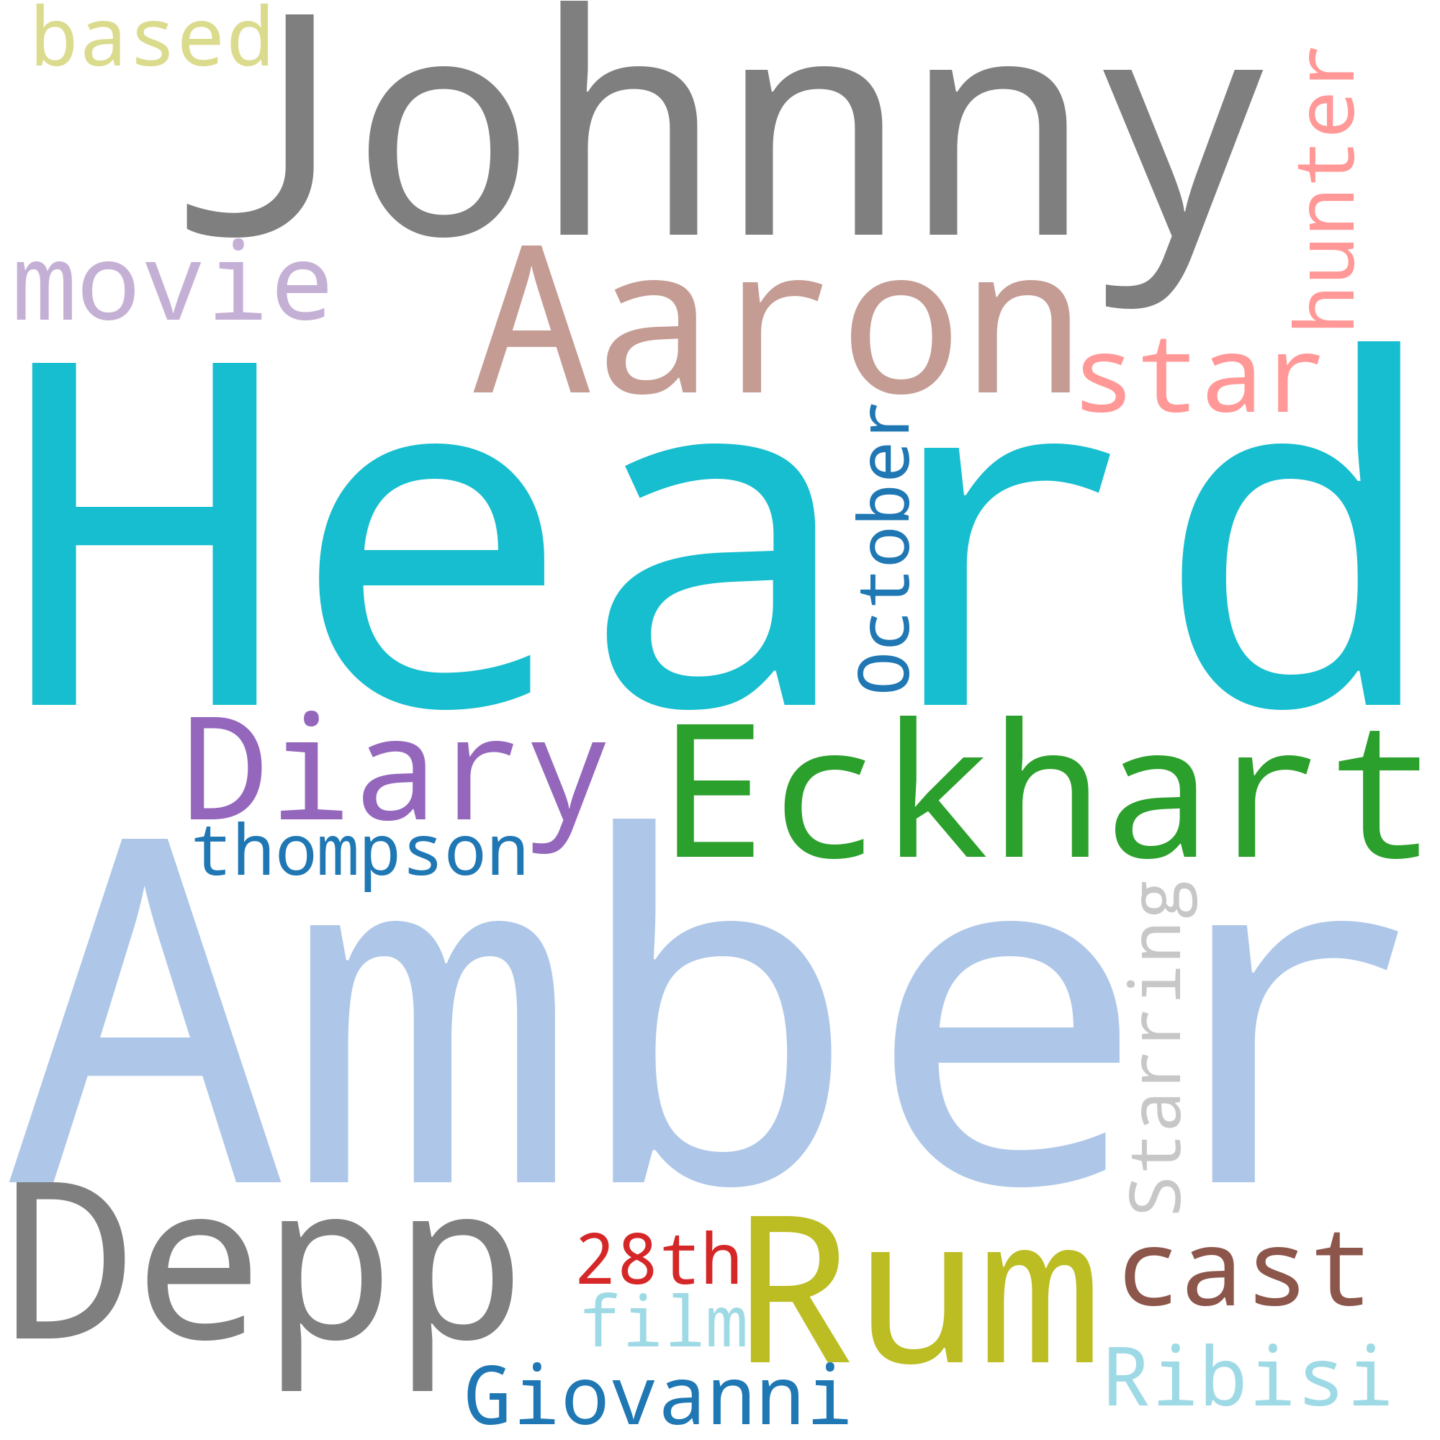 based
Johnny
hunter
movie
Aaron
star
Heard
October
Diary
Eckhart
thompson
Amber
Starring
Depp
28th
Rum
cast
film
Ribisi
Giovanni